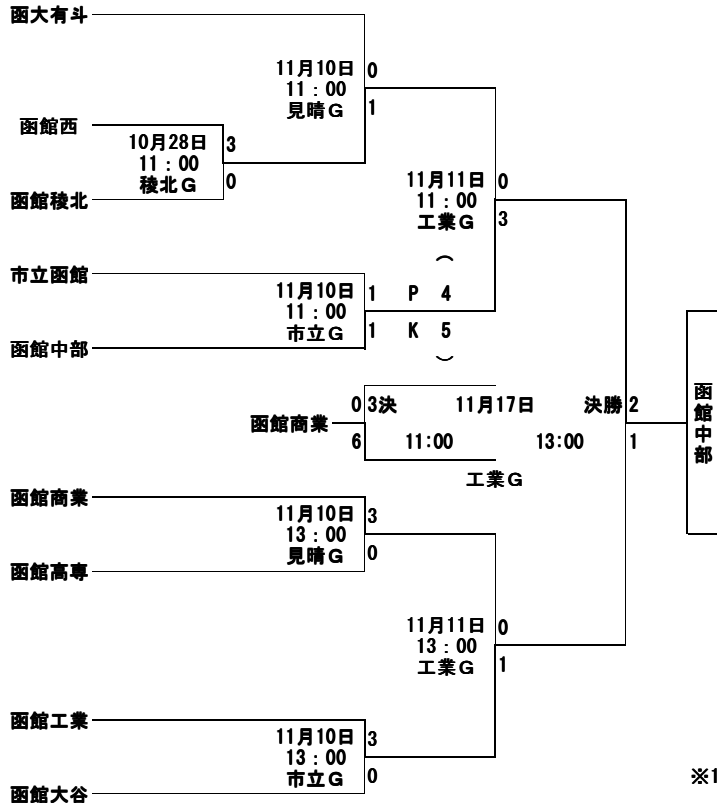 函大有斗
11月10日 0
11：00
見晴G 1
函館西
10月28日 3
11：00
稜北G 0
函館稜北
11月11日 0
11：00
工業G 3
市立函館
11月10日 1
11：00
市立G 1
（PK 4 5）
函館中部
0 3決 11月17日 決勝 2
函館商業
6 11:00 13:00 1
工業G
函館中部
函館商業
11月10日 3
13：00
見晴G 0
函館高専
11月11日 0
13：00
工業G 1
函館工業
11月10日 3
13：00
市立G 0
函館大谷
※1